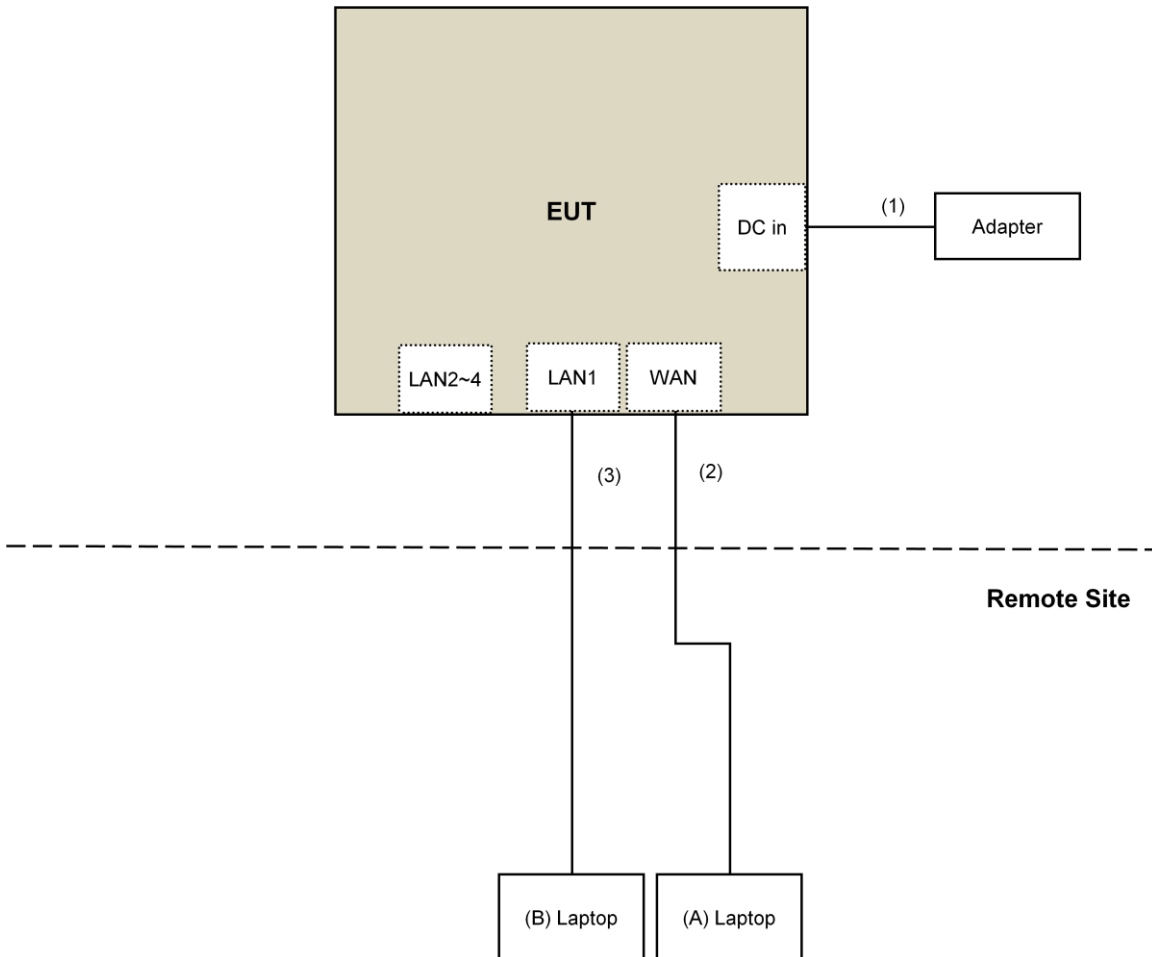 EUT
DC in
(1)
Adapter
LAN2~4
LAN1
WAN
(3)
(2)
Remote Site
(B) Laptop
(A) Laptop